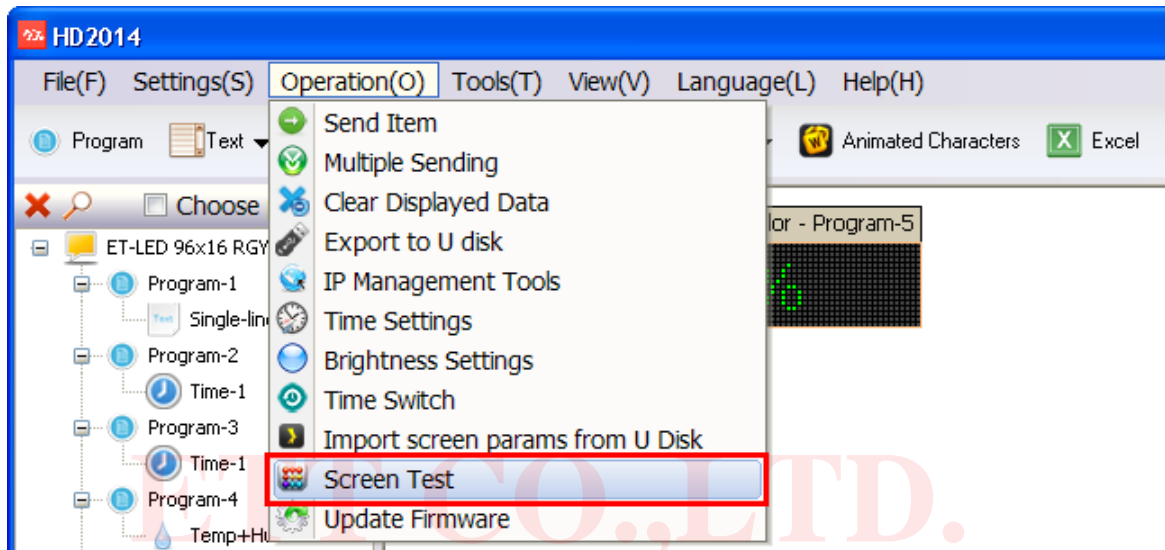 HD2014
File(F) Settings(S) Operation(O) Tools(T) View(V) Language(L) Help(H)
Program Text Animated Characters Excel
Choose
ET-LED 96x16 RGY
Program-1
Single-line
Program-2
Time-1
Program-3
Time-1
Program-4
Temp+Hu
Send Item
Multiple Sending
Clear Displayed Data
Export to U disk
IP Management Tools
Time Settings
Brightness Settings
Time Switch
Import screen params from U Disk
Screen Test
Update Firmware
lor - Program-5
%
ETT CO.,LTD.